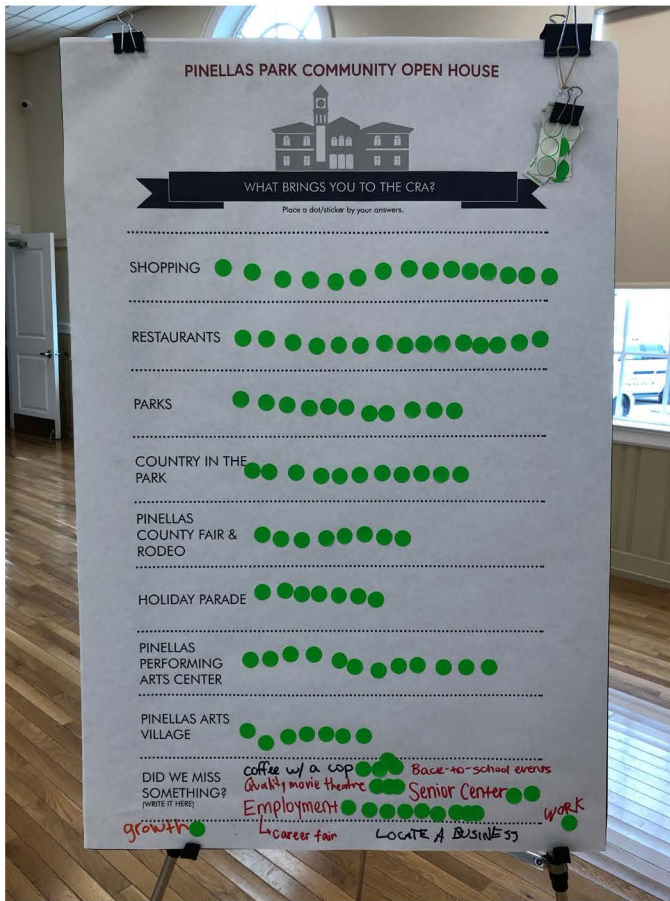 PINELLAS PARK COMMUNITY OPEN HOUSE
WHAT BRINGS YOU TO THE CRA?
Place a dot/sticker by your answers.
SHOPPING
RESTAURANTS
PARKS
COUNTRY IN THE
PARK
PINELLAS
COUNTY FAIR &
RODEO
HOLIDAY PARADE
PINELLAS
PERFORMING
ARTS CENTER
PINELLAS ARTS
VILLAGE
DID WE MISS
SOMETHING?
(WRITE IT HERE)
coffee w/ a cop
Back-to-school events
Quality movie theatre
Senior Center
Employment
WORK
growth
Career fair
LOCATE A BUSINESS